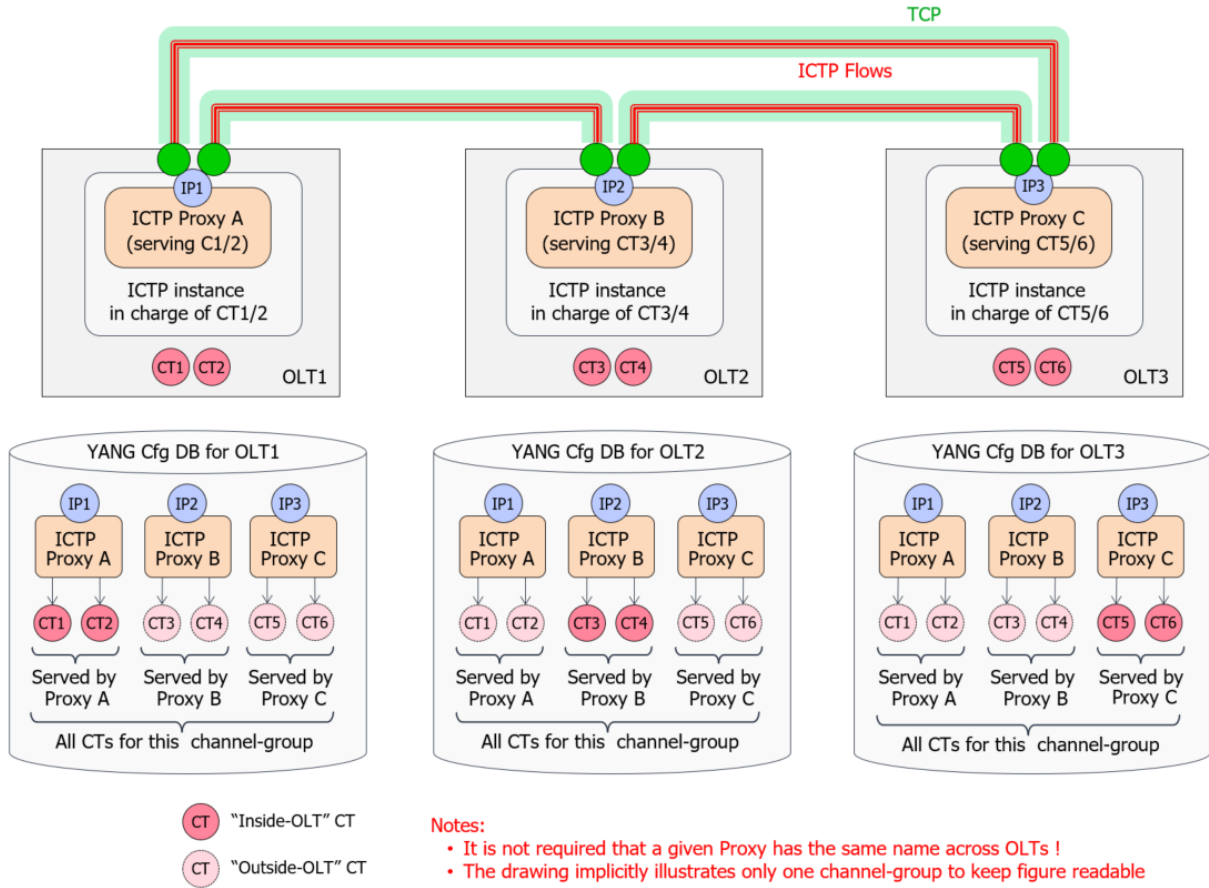 TCP
ICTP Flows
IP1
ICTP Proxy A
(serving C1/2)
ICTP instance
in charge of CT1/2
CT1
CT2
OLT1
IP2
ICTP Proxy B
(serving CT3/4)
ICTP instance
in charge of CT3/4
CT3
CT4
OLT2
IP3
ICTP Proxy C
(serving CT5/6)
ICTP instance
in charge of CT5/6
CT5
CT6
OLT3
YANG Cfg DB for OLT1
IP1
IP2
IP3
ICTP
Proxy A
ICTP
Proxy B
ICTP
Proxy C
CT1
CT2
CT3
CT4
CT5
CT6
Served by
Proxy A
Served by
Proxy B
Served by
Proxy C
All CTs for this channel-group
YANG Cfg DB for OLT2
IP1
IP2
IP3
ICTP
Proxy A
ICTP
Proxy B
ICTP
Proxy C
CT1
CT2
CT3
CT4
CT5
CT6
Served by
Proxy A
Served by
Proxy B
Served by
Proxy C
All CTs for this channel-group
YANG Cfg DB for OLT3
IP1
IP2
IP3
ICTP
Proxy A
ICTP
Proxy B
ICTP
Proxy C
CT1
CT2
CT3
CT4
CT5
CT6
Served by
Proxy A
Served by
Proxy B
Served by
Proxy C
All CTs for this channel-group
CT
“Inside-OLT” CT
CT
“Outside-OLT” CT
Notes:
• It is not required that a given Proxy has the same name across OLTs !
• The drawing implicitly illustrates only one channel-group to keep figure readable